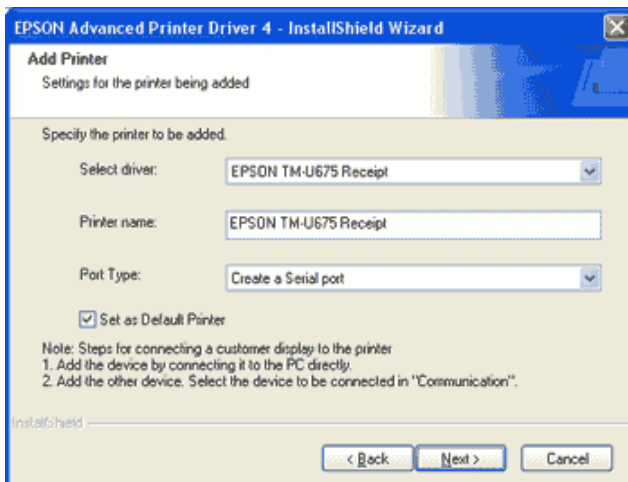 EPSON Advanced Printer Driver 4 - InstallShield Wizard
Add Printer
Settings for the printer being added
Specify the printer to be added.
Select driver: EPSON TM-U675 Receipt
Printer name: EPSON TM-U675 Receipt
Port Type: Create a Serial port
Set as Default Printer
Note: Steps for connecting a customer display to the printer
1. Add the device by connecting it to the PC directly.
2. Add the other device. Select the device to be connected in "Communication".
InstallShield
< Back Next > Cancel